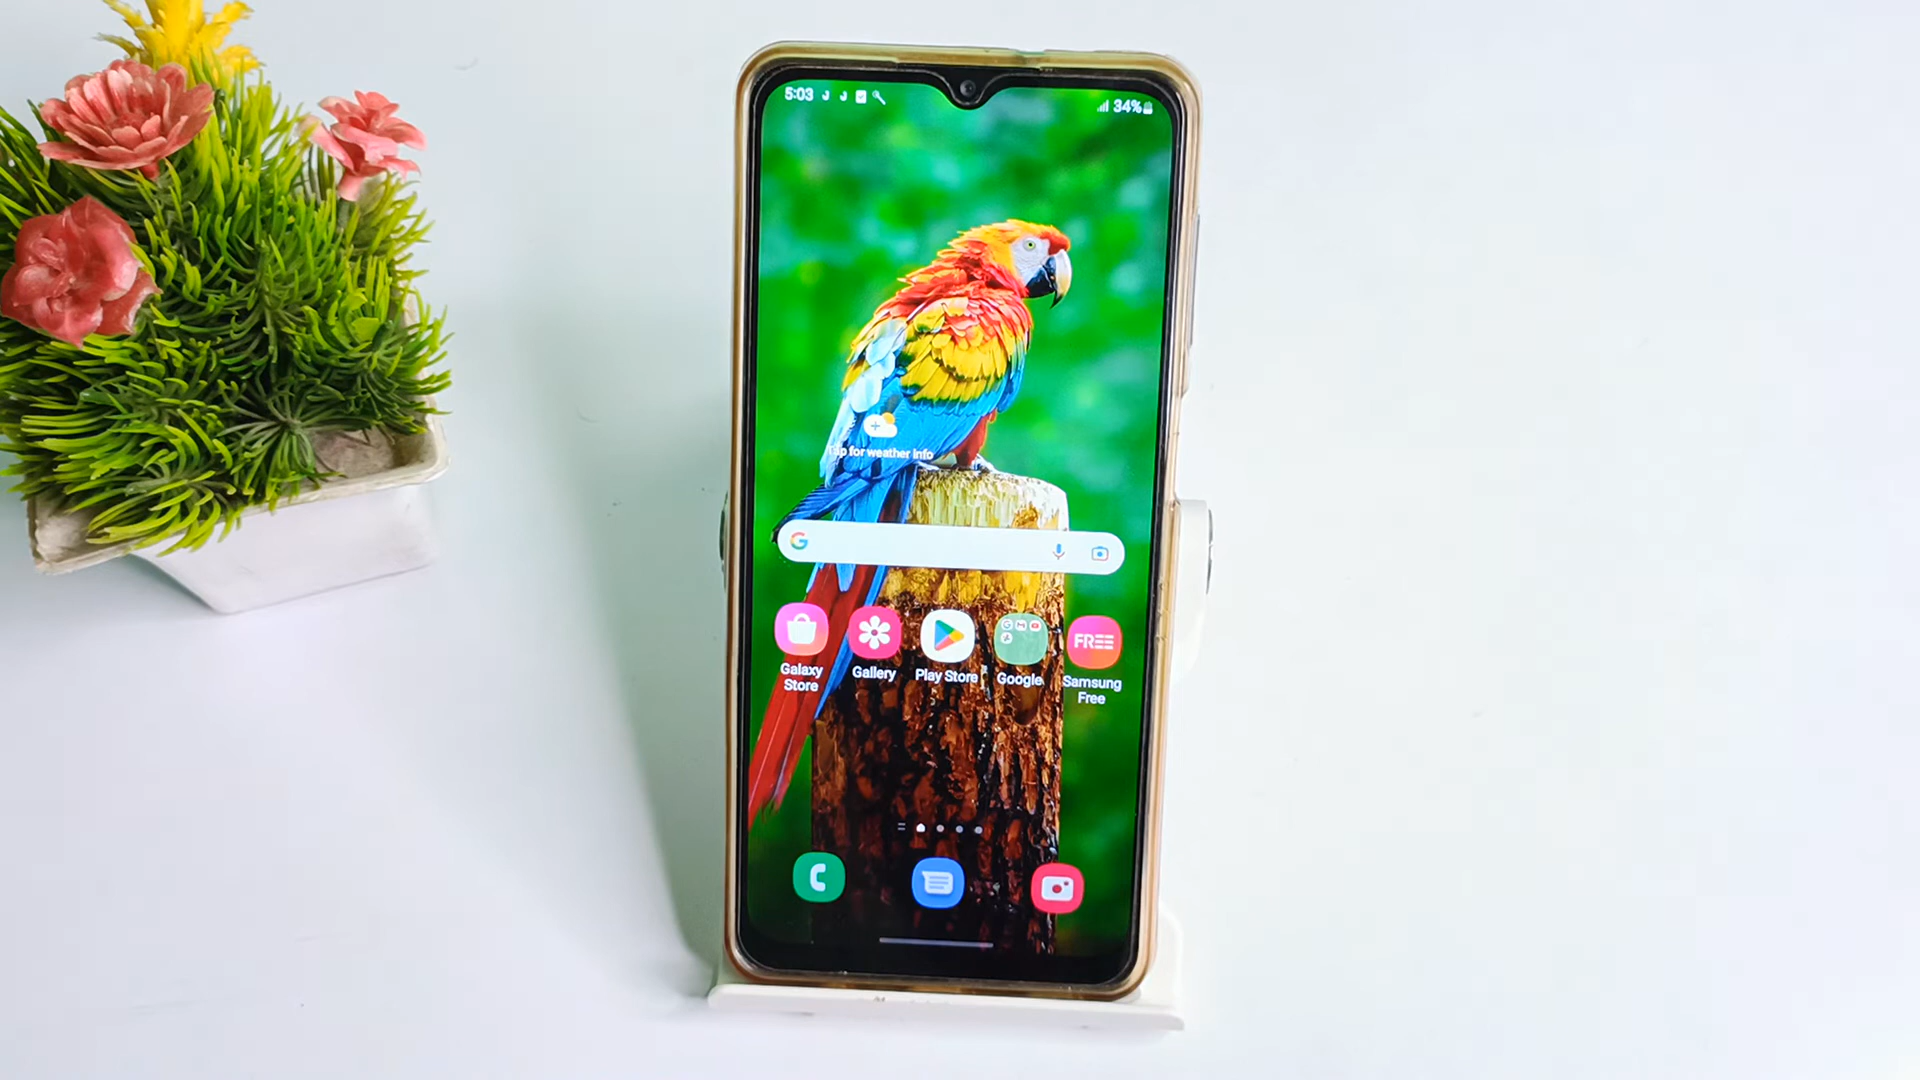 5:03
34%
Tap for weather info
G
Galaxy
Store
Gallery
Play Store
Google
FREE
Samsung
Free